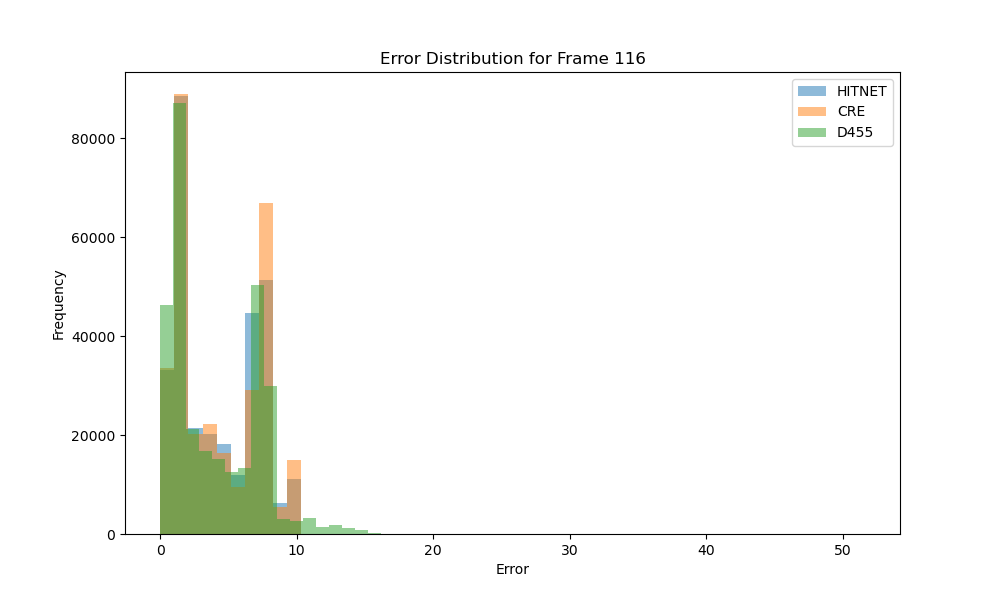 Error Distribution for Frame 116
HITNET
CRE
D455
80000
60000
40000
20000
0
Frequency
0 10 20 30 40 50
Error